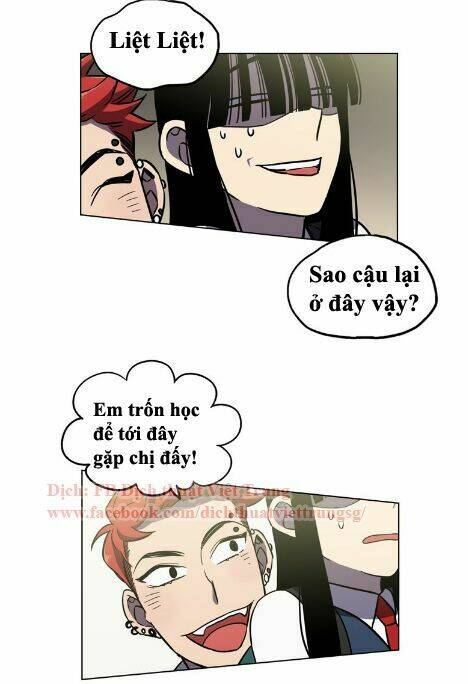 Liệt Liệt!
Sao cậu lại
ở đây vậy?
Em trốn học
để tới đây
gặp chị đấy!
Dịch: FB Dịch thuật Việt Trang
www.facebook.com/dichthuatviettrungsg/